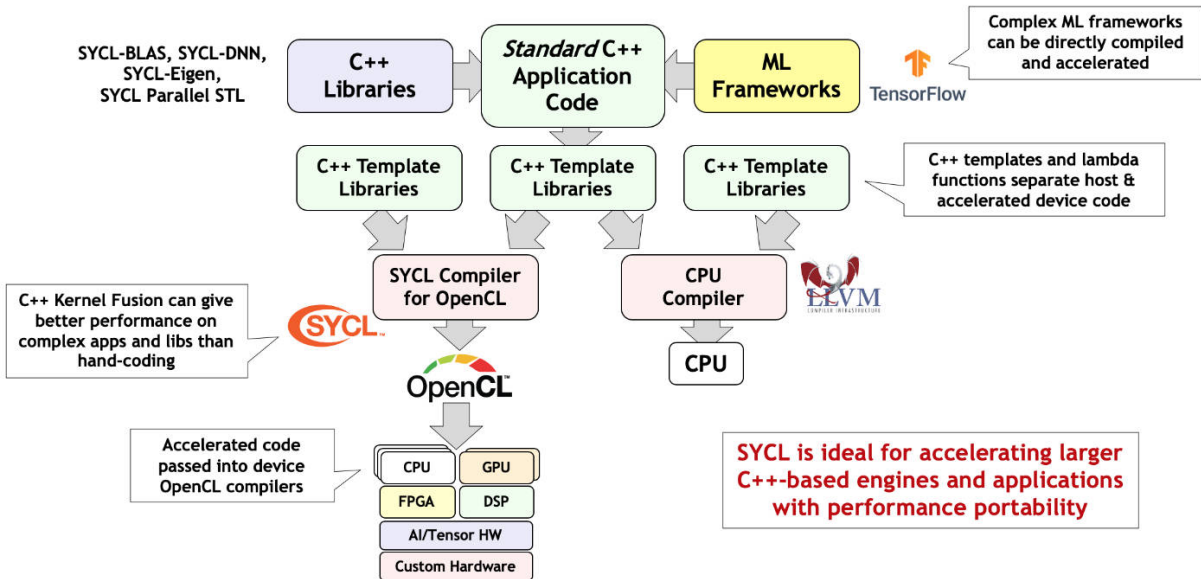 SYCL-BLAS, SYCL-DNN,
SYCL-Eigen,
SYCL Parallel STL
C++
Libraries
Standard C++
Application
Code
ML
Frameworks
TensorFlow
Complex ML frameworks
can be directly compiled
and accelerated
C++ Template
Libraries
C++ Template
Libraries
C++ Template
Libraries
C++ templates and lambda
functions separate host &
accelerated device code
SYCL Compiler
for OpenCL
CPU
Compiler
LLVM
COMPILER INFRASTRUCTURE
C++ Kernel Fusion can give
better performance on
complex apps and libs than
hand-coding
SYCL™
OpenCL™
CPU
Accelerated code
passed into device
OpenCL compilers
CPU
GPU
FPGA
DSP
AI/Tensor HW
Custom Hardware
SYCL is ideal for accelerating larger
C++-based engines and applications
with performance portability